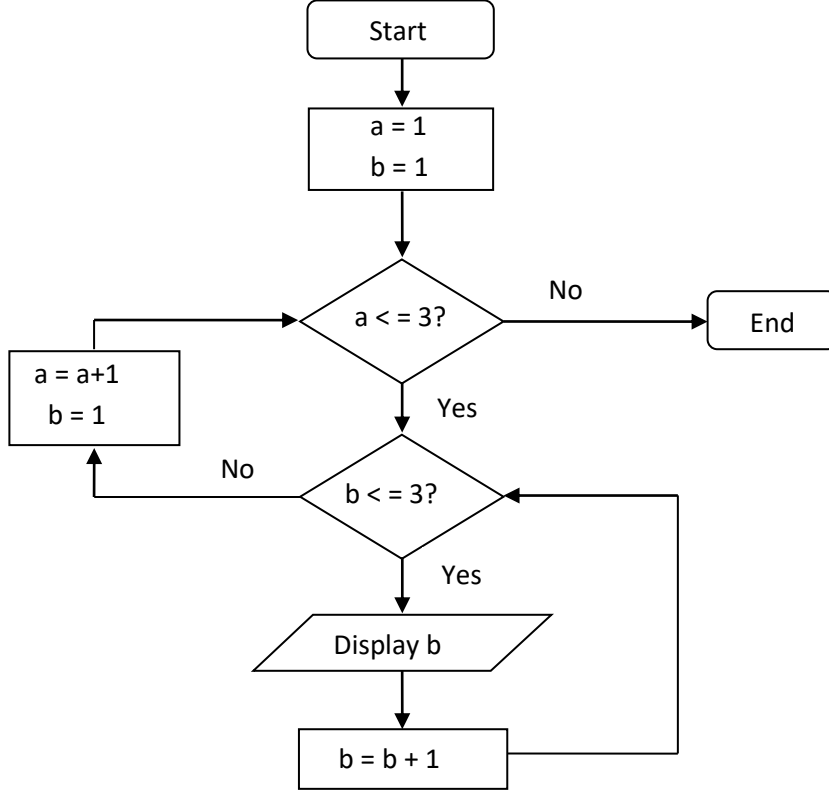 Start
a = 1
b = 1
a < = 3?
No
End
a = a+1
b = 1
Yes
No
b < = 3?
Yes
Display b
b = b + 1